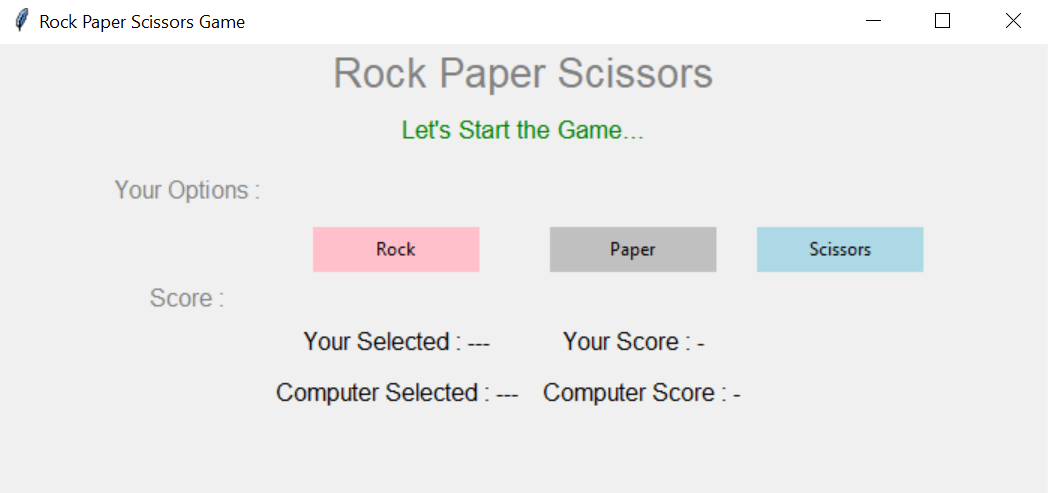 Rock Paper Scissors Game
Rock Paper Scissors
Let's Start the Game...
Your Options :
Rock Paper Scissors
Score :
Your Selected : --- Your Score : -
Computer Selected : --- Computer Score : -